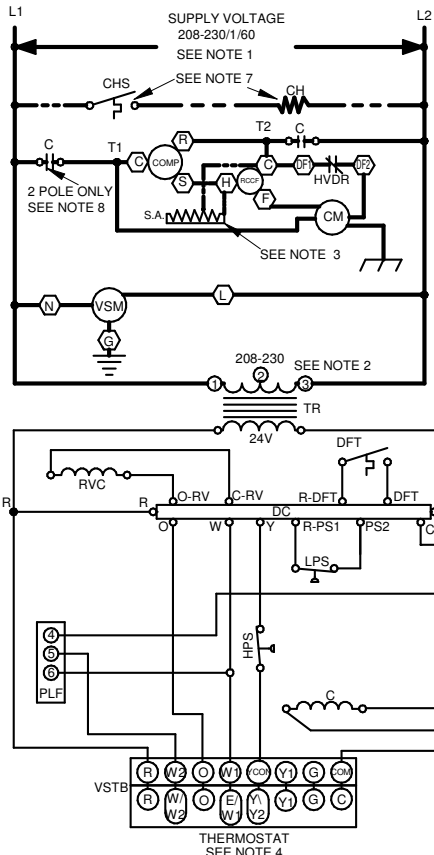 L1
L2
SUPPLY VOLTAGE
208-230/1/60
SEE NOTE 1
SEE NOTE 7
CHS
CH
C
T1
R
T2
C
C
COMP
C
DF1
DF2
HVDR
2 POLE ONLY
SEE NOTE 8
S
H
RCCF
F
S.A.
CM
SEE NOTE 3
N
VSM
L
G
208-230
SEE NOTE 2
1
2
3
TR
24V
DFT
RVC
R
R
O-RV
C-RV
R-DFT
DFT
DC
O
W
Y
R-PS1
PS2
C
LPS
HPS
4
5
6
PLF
C
VSTB
R
W2
O
W1
YCON
Y1
G
COM
R
W/
W2
O
E/
W1
Y\
Y2
Y1
G
C
THERMOSTAT
SEE NOTE 4